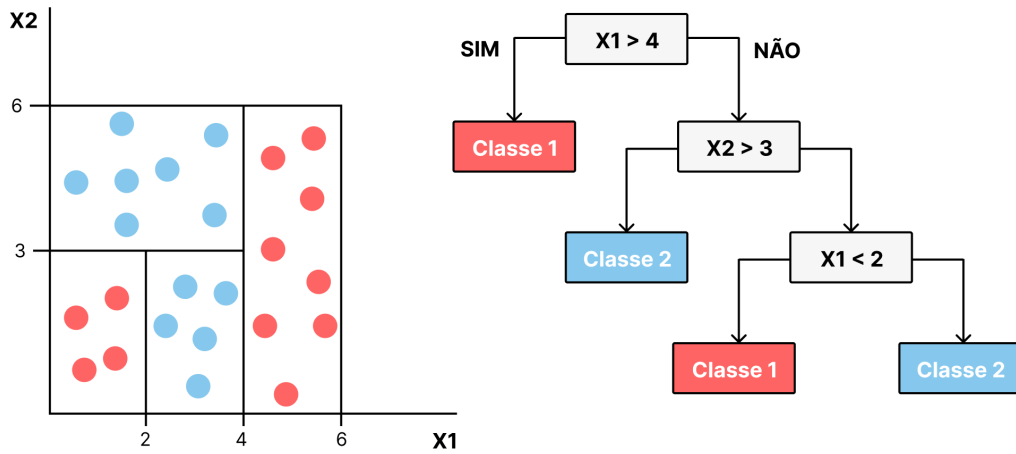 X2
6
3
2
4
6
X1
X1 > 4
SIM
NÃO
Classe 1
X2 > 3
Classe 2
X1 < 2
Classe 1
Classe 2